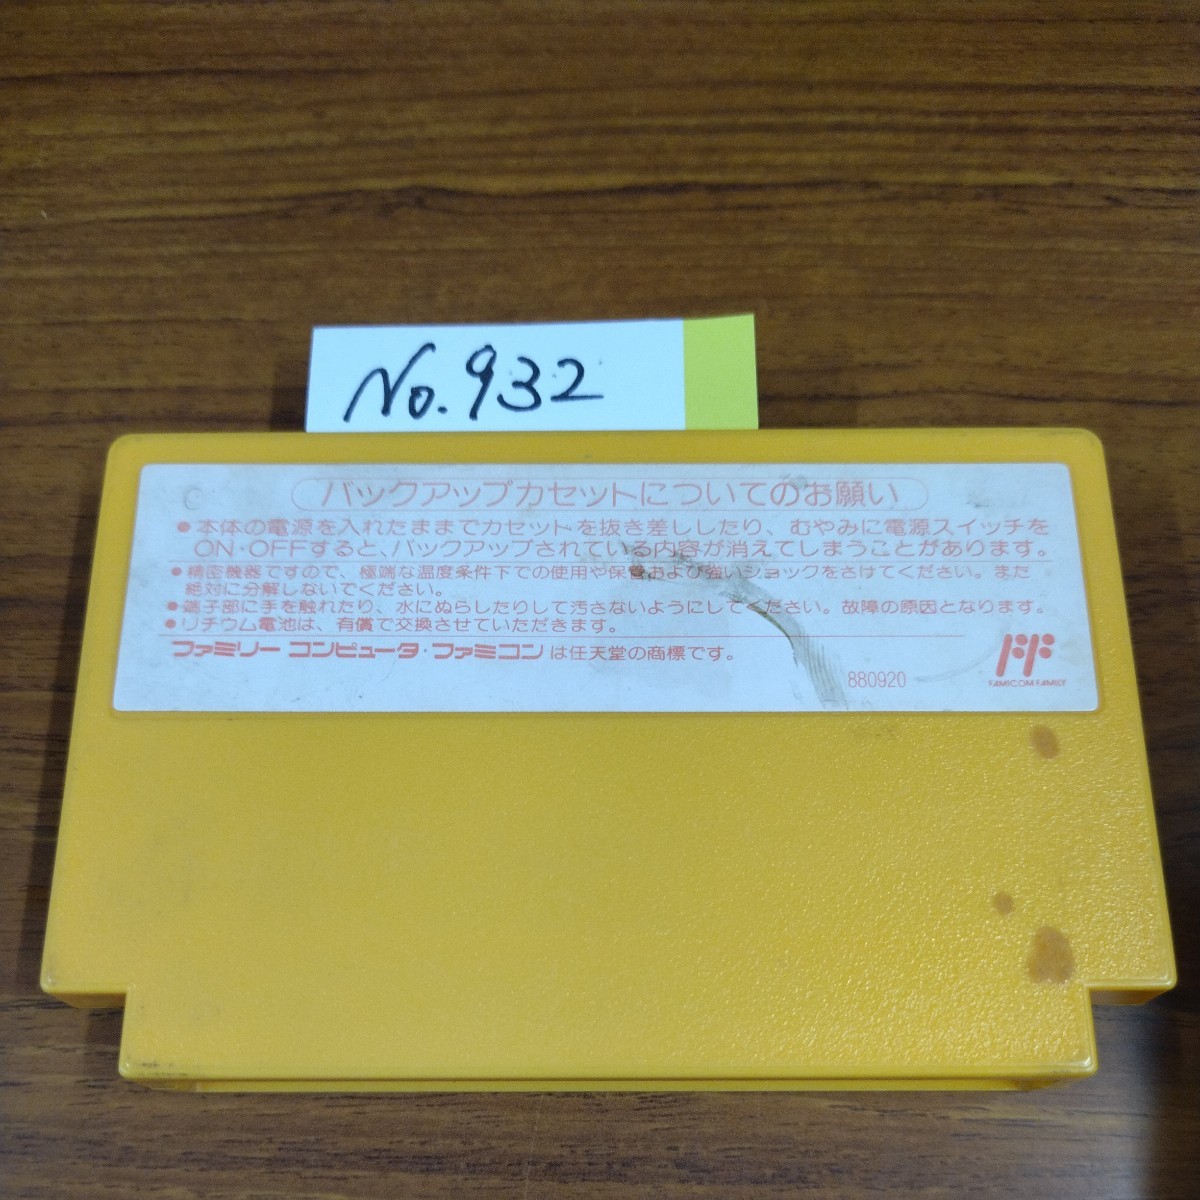 No.932
バックアップカセットについてのお願い
●本体の電源を入れたままでカセットを抜き差ししたり、むやみに電源スイッチを
ON・OFFすると、バックアップされている内容が消えてしまうことがあります。
●精密機器ですので、極端な温度条件下での使用や保管および強いショックをさけてください。また
絶対に分解しないでください。
●端子部に手を触れたり、水にぬらしたりして汚さないようにしてください。故障の原因となります。
●リチウム電池は、有償で交換させていただきます。
ファミリー コンピュータ・ファミコンは任天堂の商標です。
880920
FAMICOM FAMILY